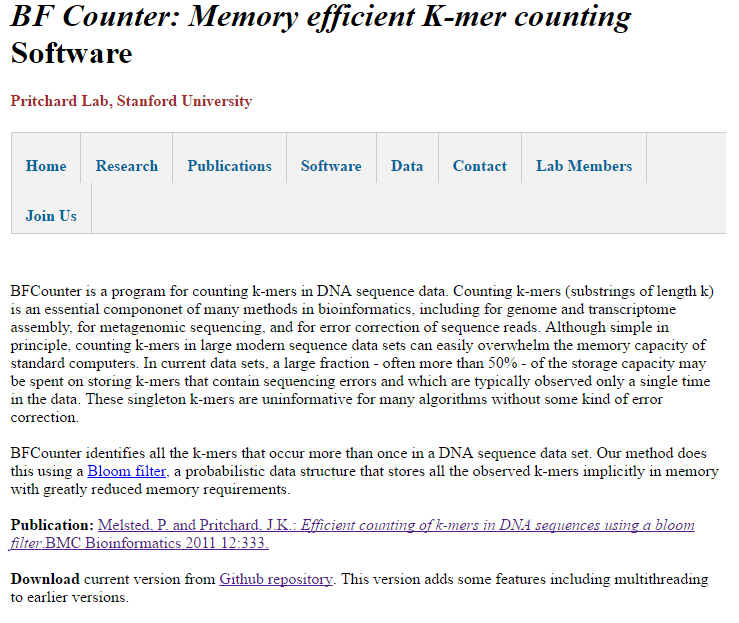 BF Counter: Memory efficient K-mer counting
Software
Pritchard Lab, Stanford University
Home Research Publications Software Data Contact Lab Members
Join Us
BFCounter is a program for counting k-mers in DNA sequence data. Counting k-mers (substrings of length k)
is an essential compononet of many methods in bioinformatics, including for genome and transcriptome
assembly, for metagenomic sequencing, and for error correction of sequence reads. Although simple in
principle, counting k-mers in large modern sequence data sets can easily overwhelm the memory capacity of
standard computers. In current data sets, a large fraction - often more than 50% - of the storage capacity may
be spent on storing k-mers that contain sequencing errors and which are typically observed only a single time
in the data. These singleton k-mers are uninformative for many algorithms without some kind of error
correction.
BFCounter identifies all the k-mers that occur more than once in a DNA sequence data set. Our method does
this using a Bloom filter, a probabilistic data structure that stores all the observed k-mers implicitly in memory
with greatly reduced memory requirements.
Publication: Melsted, P. and Pritchard, J.K.: Efficient counting of k-mers in DNA sequences using a bloom
filter.BMC Bioinformatics 2011 12:333.
Download current version from Github repository. This version adds some features including multithreading
to earlier versions.